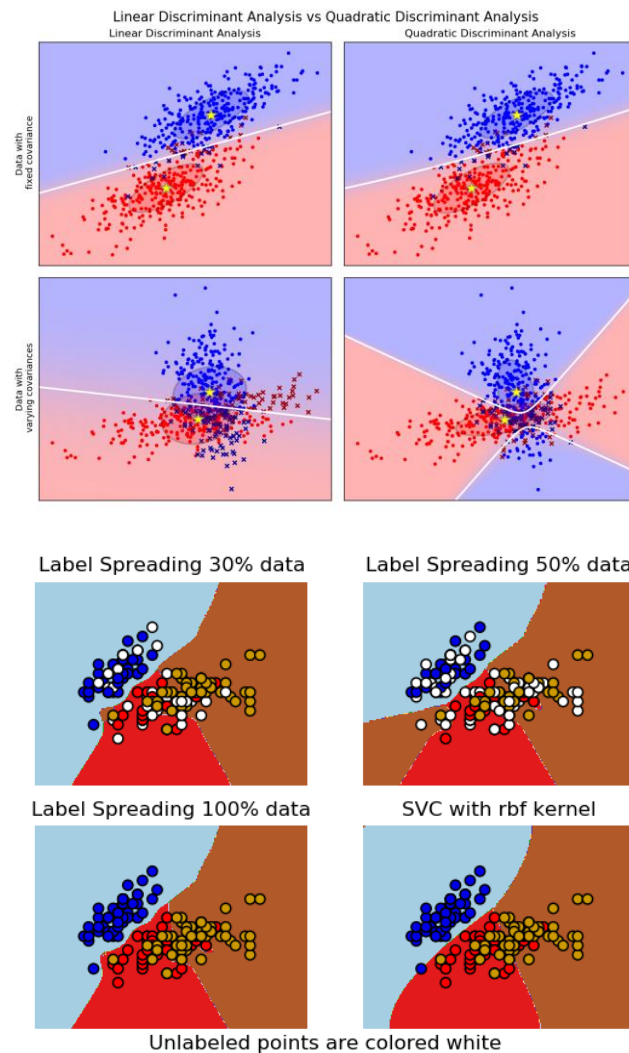 Linear Discriminant Analysis vs Quadratic Discriminant Analysis
Linear Discriminant Analysis
Quadratic Discriminant Analysis
Data with
fixed covariance
Data with
varying covariances
Label Spreading 30% data
Label Spreading 50% data
Label Spreading 100% data
SVC with rbf kernel
Unlabeled points are colored white